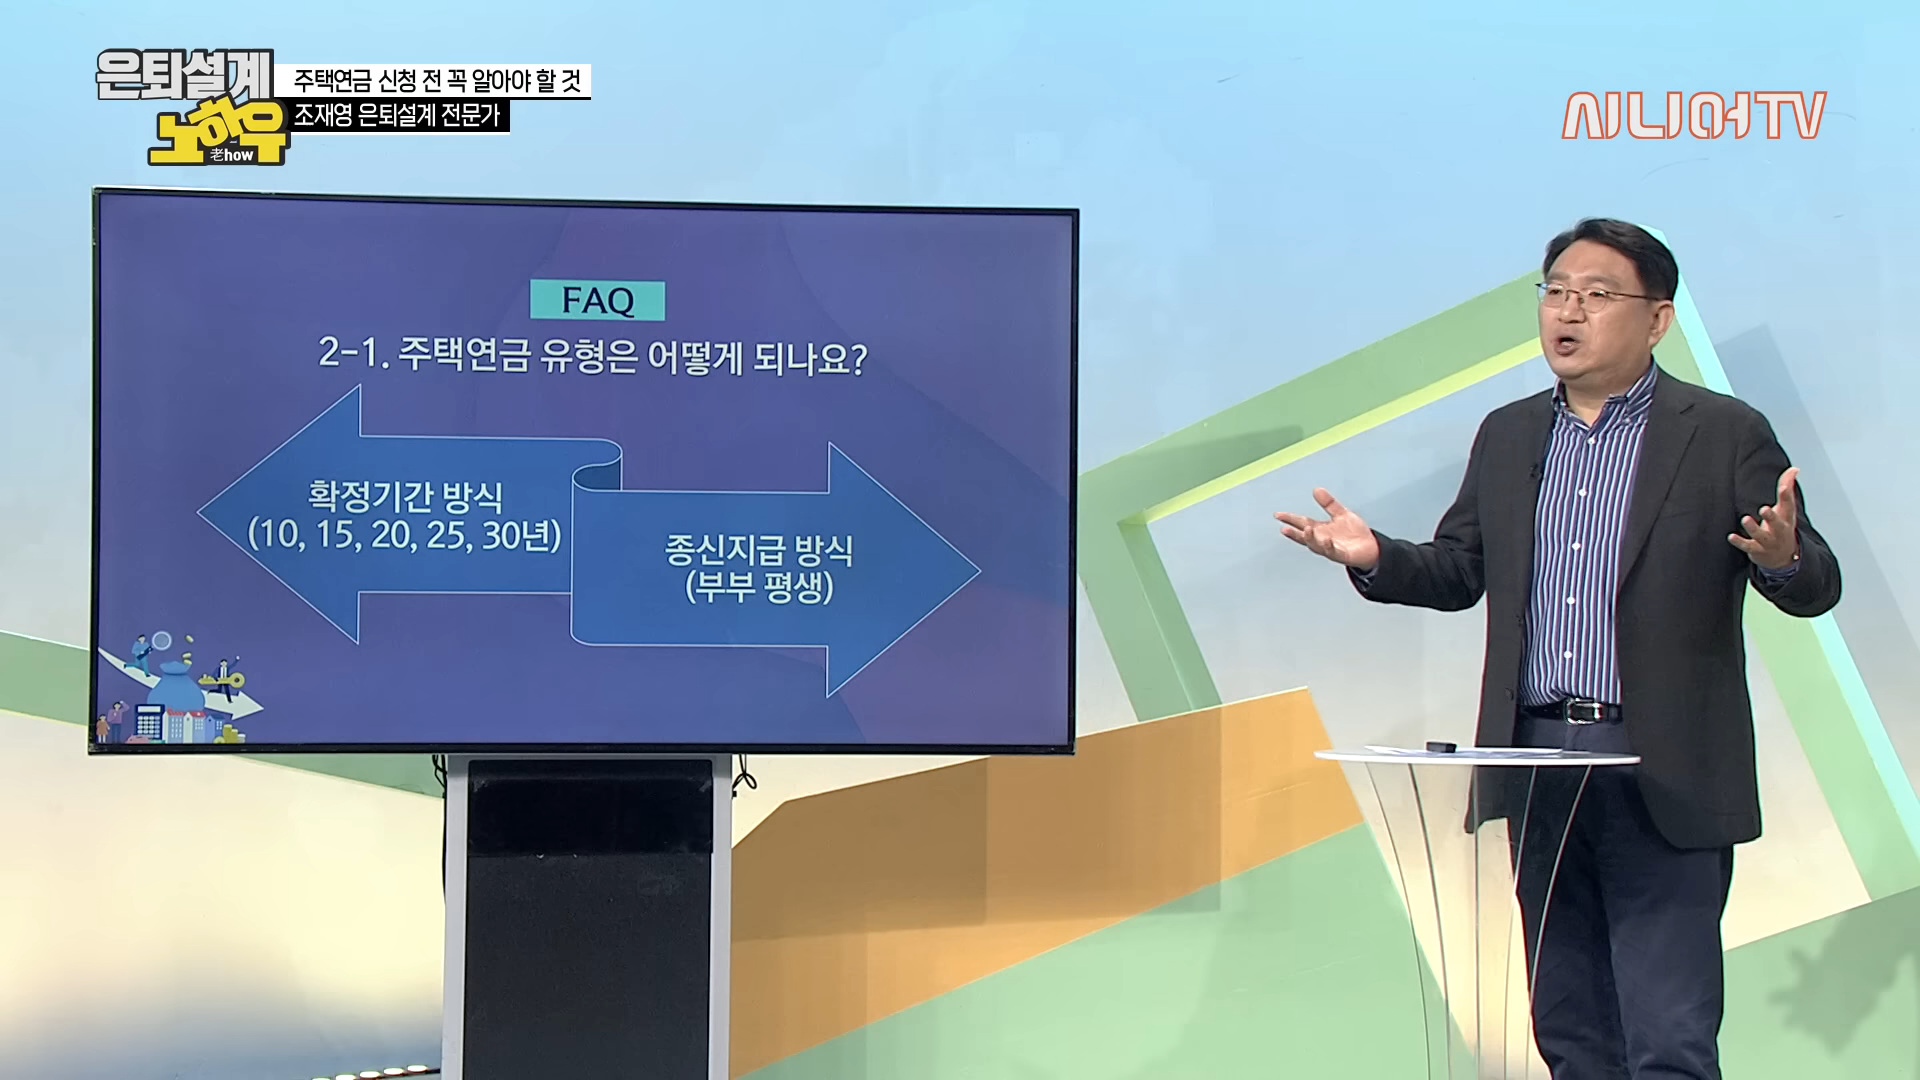 은퇴설계
노하우
老how
주택연금 신청 전 꼭 알아야 할 것
조재영 은퇴설계 전문가
시니어TV
FAQ
2-1. 주택연금 유형은 어떻게 되나요?
확정기간 방식
(10, 15, 20, 25, 30년)
종신지급 방식
(부부 평생)